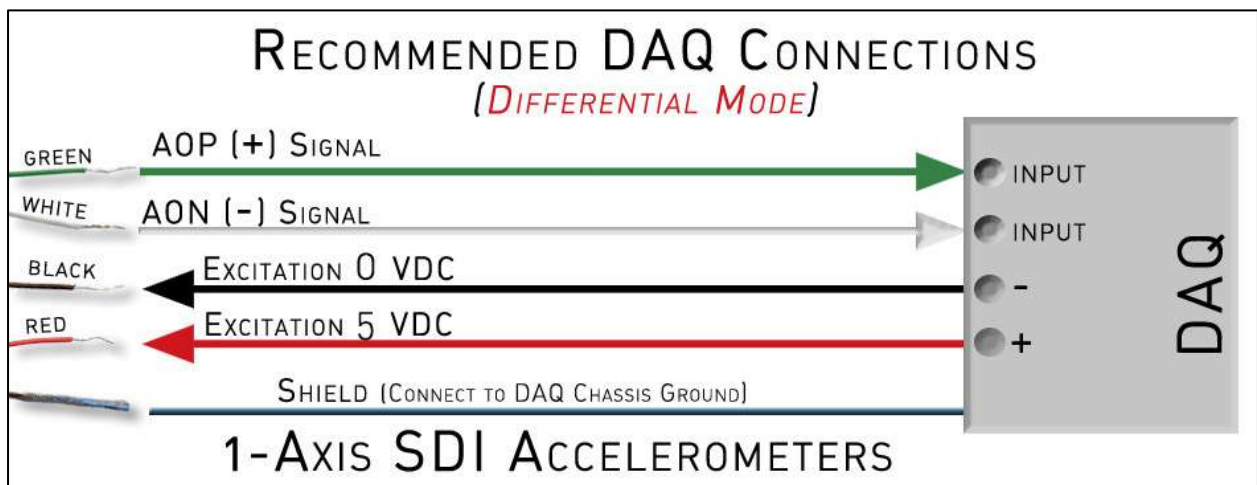 RECOMMENDED DAQ CONNECTIONS
(DIFFERENTIAL MODE)
GREEN
AOP (+) SIGNAL
INPUT
WHITE
AON (-) SIGNAL
INPUT
BLACK
EXCITATION 0 VDC
-
RED
EXCITATION 5 VDC
+
DAQ
SHIELD (CONNECT TO DAQ CHASSIS GROUND)
1-AXIS SDI ACCELEROMETERS